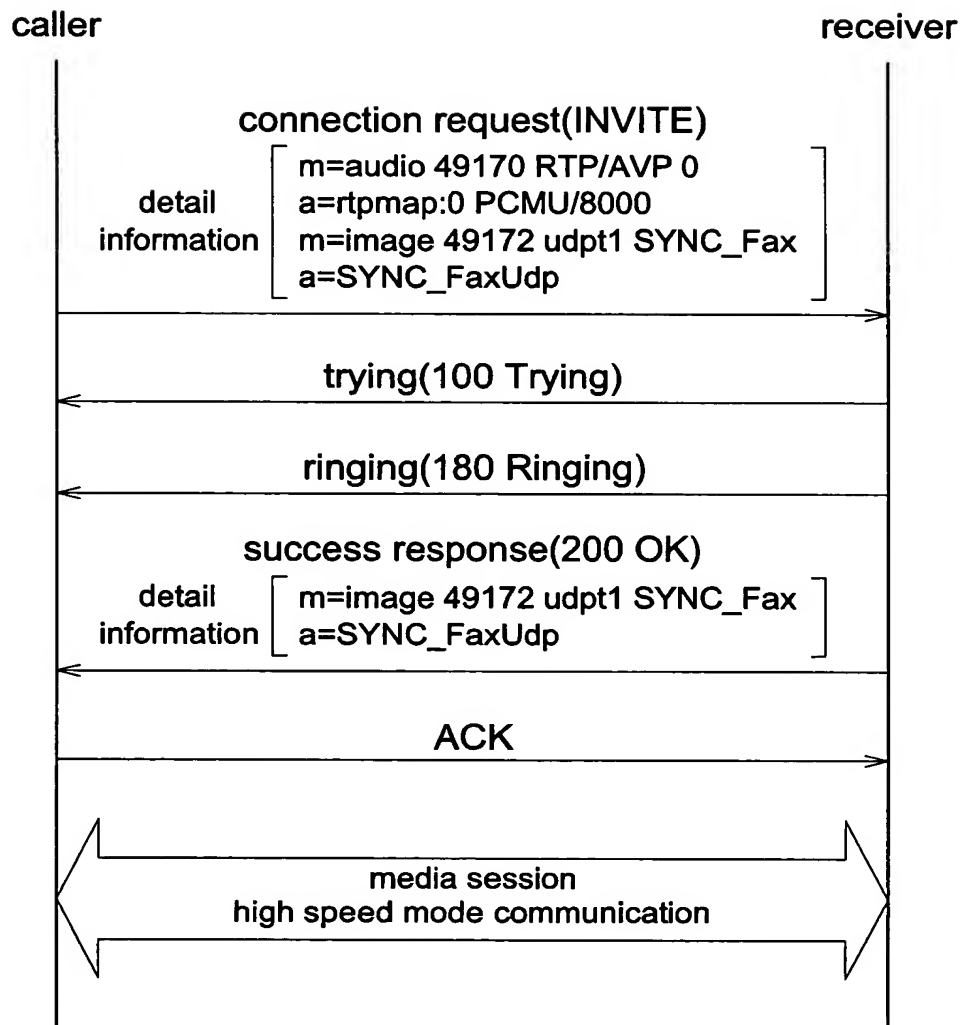 caller
receiver
connection request(INVITE)
detail
information
m=audio 49170 RTP/AVP 0
a=rtpmap:0 PCMU/8000
m=image 49172 udpt1 SYNC_Fax
a=SYNC_FaxUdp
trying(100 Trying)
ringing(180 Ringing)
success response(200 OK)
detail
information
m=image 49172 udpt1 SYNC_Fax
a=SYNC_FaxUdp
ACK
media session
high speed mode communication